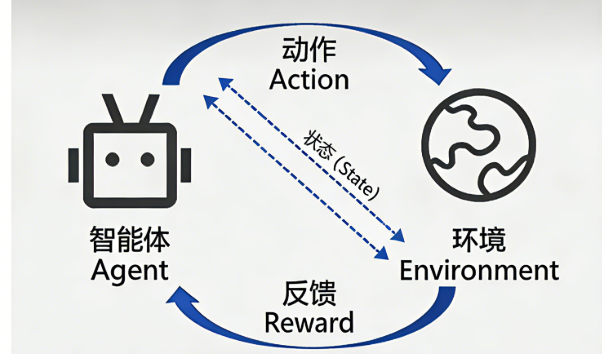 动作
Action
状态 (State)
智能体
Agent
环境
Environment
反馈
Reward